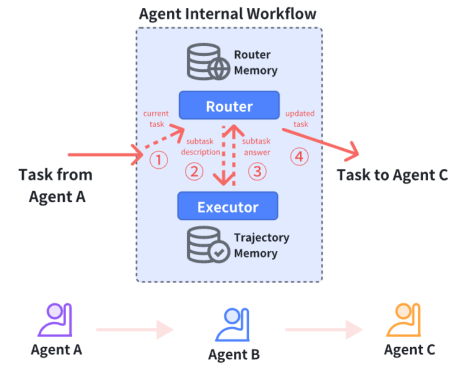 Agent Internal Workflow
Router
Memory
Router
current
task
updated
task
①
subtask
description
subtask
answer
②
③
④
Task from
Agent A
Task to Agent C
Executor
Trajectory
Memory
Agent A
Agent B
Agent C